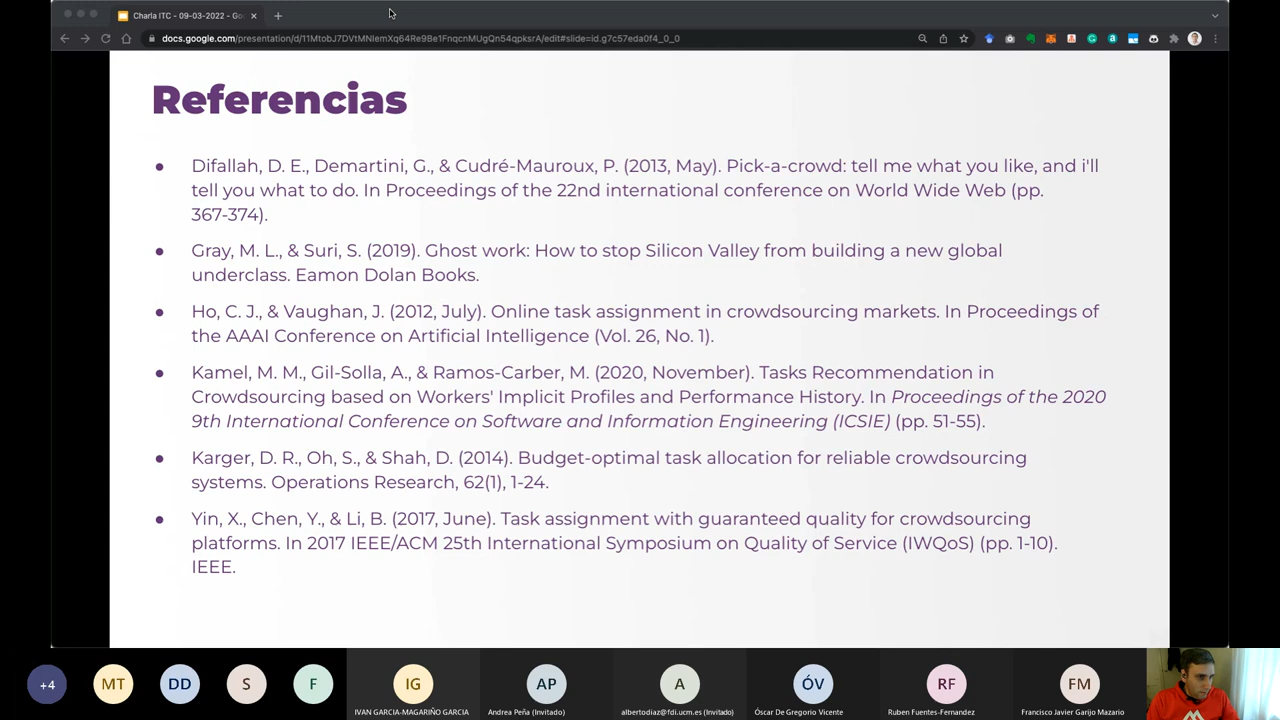 Charla ITC - 09-03-2022 - Go
docs.google.com/presentation/d/11MtobJ7DVtMNIemXq64Re9Be1FnqcnMUgQn54qpksrA/edit#slide=id.g7c57eda0f4_0_0
Referencias
● Difallah, D. E., Demartini, G., & Cudré-Mauroux, P. (2013, May). Pick-a-crowd: tell me what you like, and i'll
tell you what to do. In Proceedings of the 22nd international conference on World Wide Web (pp.
367-374).
● Gray, M. L., & Suri, S. (2019). Ghost work: How to stop Silicon Valley from building a new global
underclass. Eamon Dolan Books.
● Ho, C. J., & Vaughan, J. (2012, July). Online task assignment in crowdsourcing markets. In Proceedings of
the AAAI Conference on Artificial Intelligence (Vol. 26, No. 1).
● Kamel, M. M., Gil-Solla, A., & Ramos-Carber, M. (2020, November). Tasks Recommendation in
Crowdsourcing based on Workers' Implicit Profiles and Performance History. In Proceedings of the 2020
9th International Conference on Software and Information Engineering (ICSIE) (pp. 51-55).
● Karger, D. R., Oh, S., & Shah, D. (2014). Budget-optimal task allocation for reliable crowdsourcing
systems. Operations Research, 62(1), 1-24.
● Yin, X., Chen, Y., & Li, B. (2017, June). Task assignment with guaranteed quality for crowdsourcing
platforms. In 2017 IEEE/ACM 25th International Symposium on Quality of Service (IWQoS) (pp. 1-10).
IEEE.
+4 MT DD S F IG AP A ÓV RF FM
IVAN GARCIA-MAGARIÑO GARCIA Andrea Peña (Invitado) albertodiaz@fdi.ucm.es (Invitado) Óscar De Gregorio Vicente Ruben Fuentes-Fernandez Francisco Javier Garijo Mazario